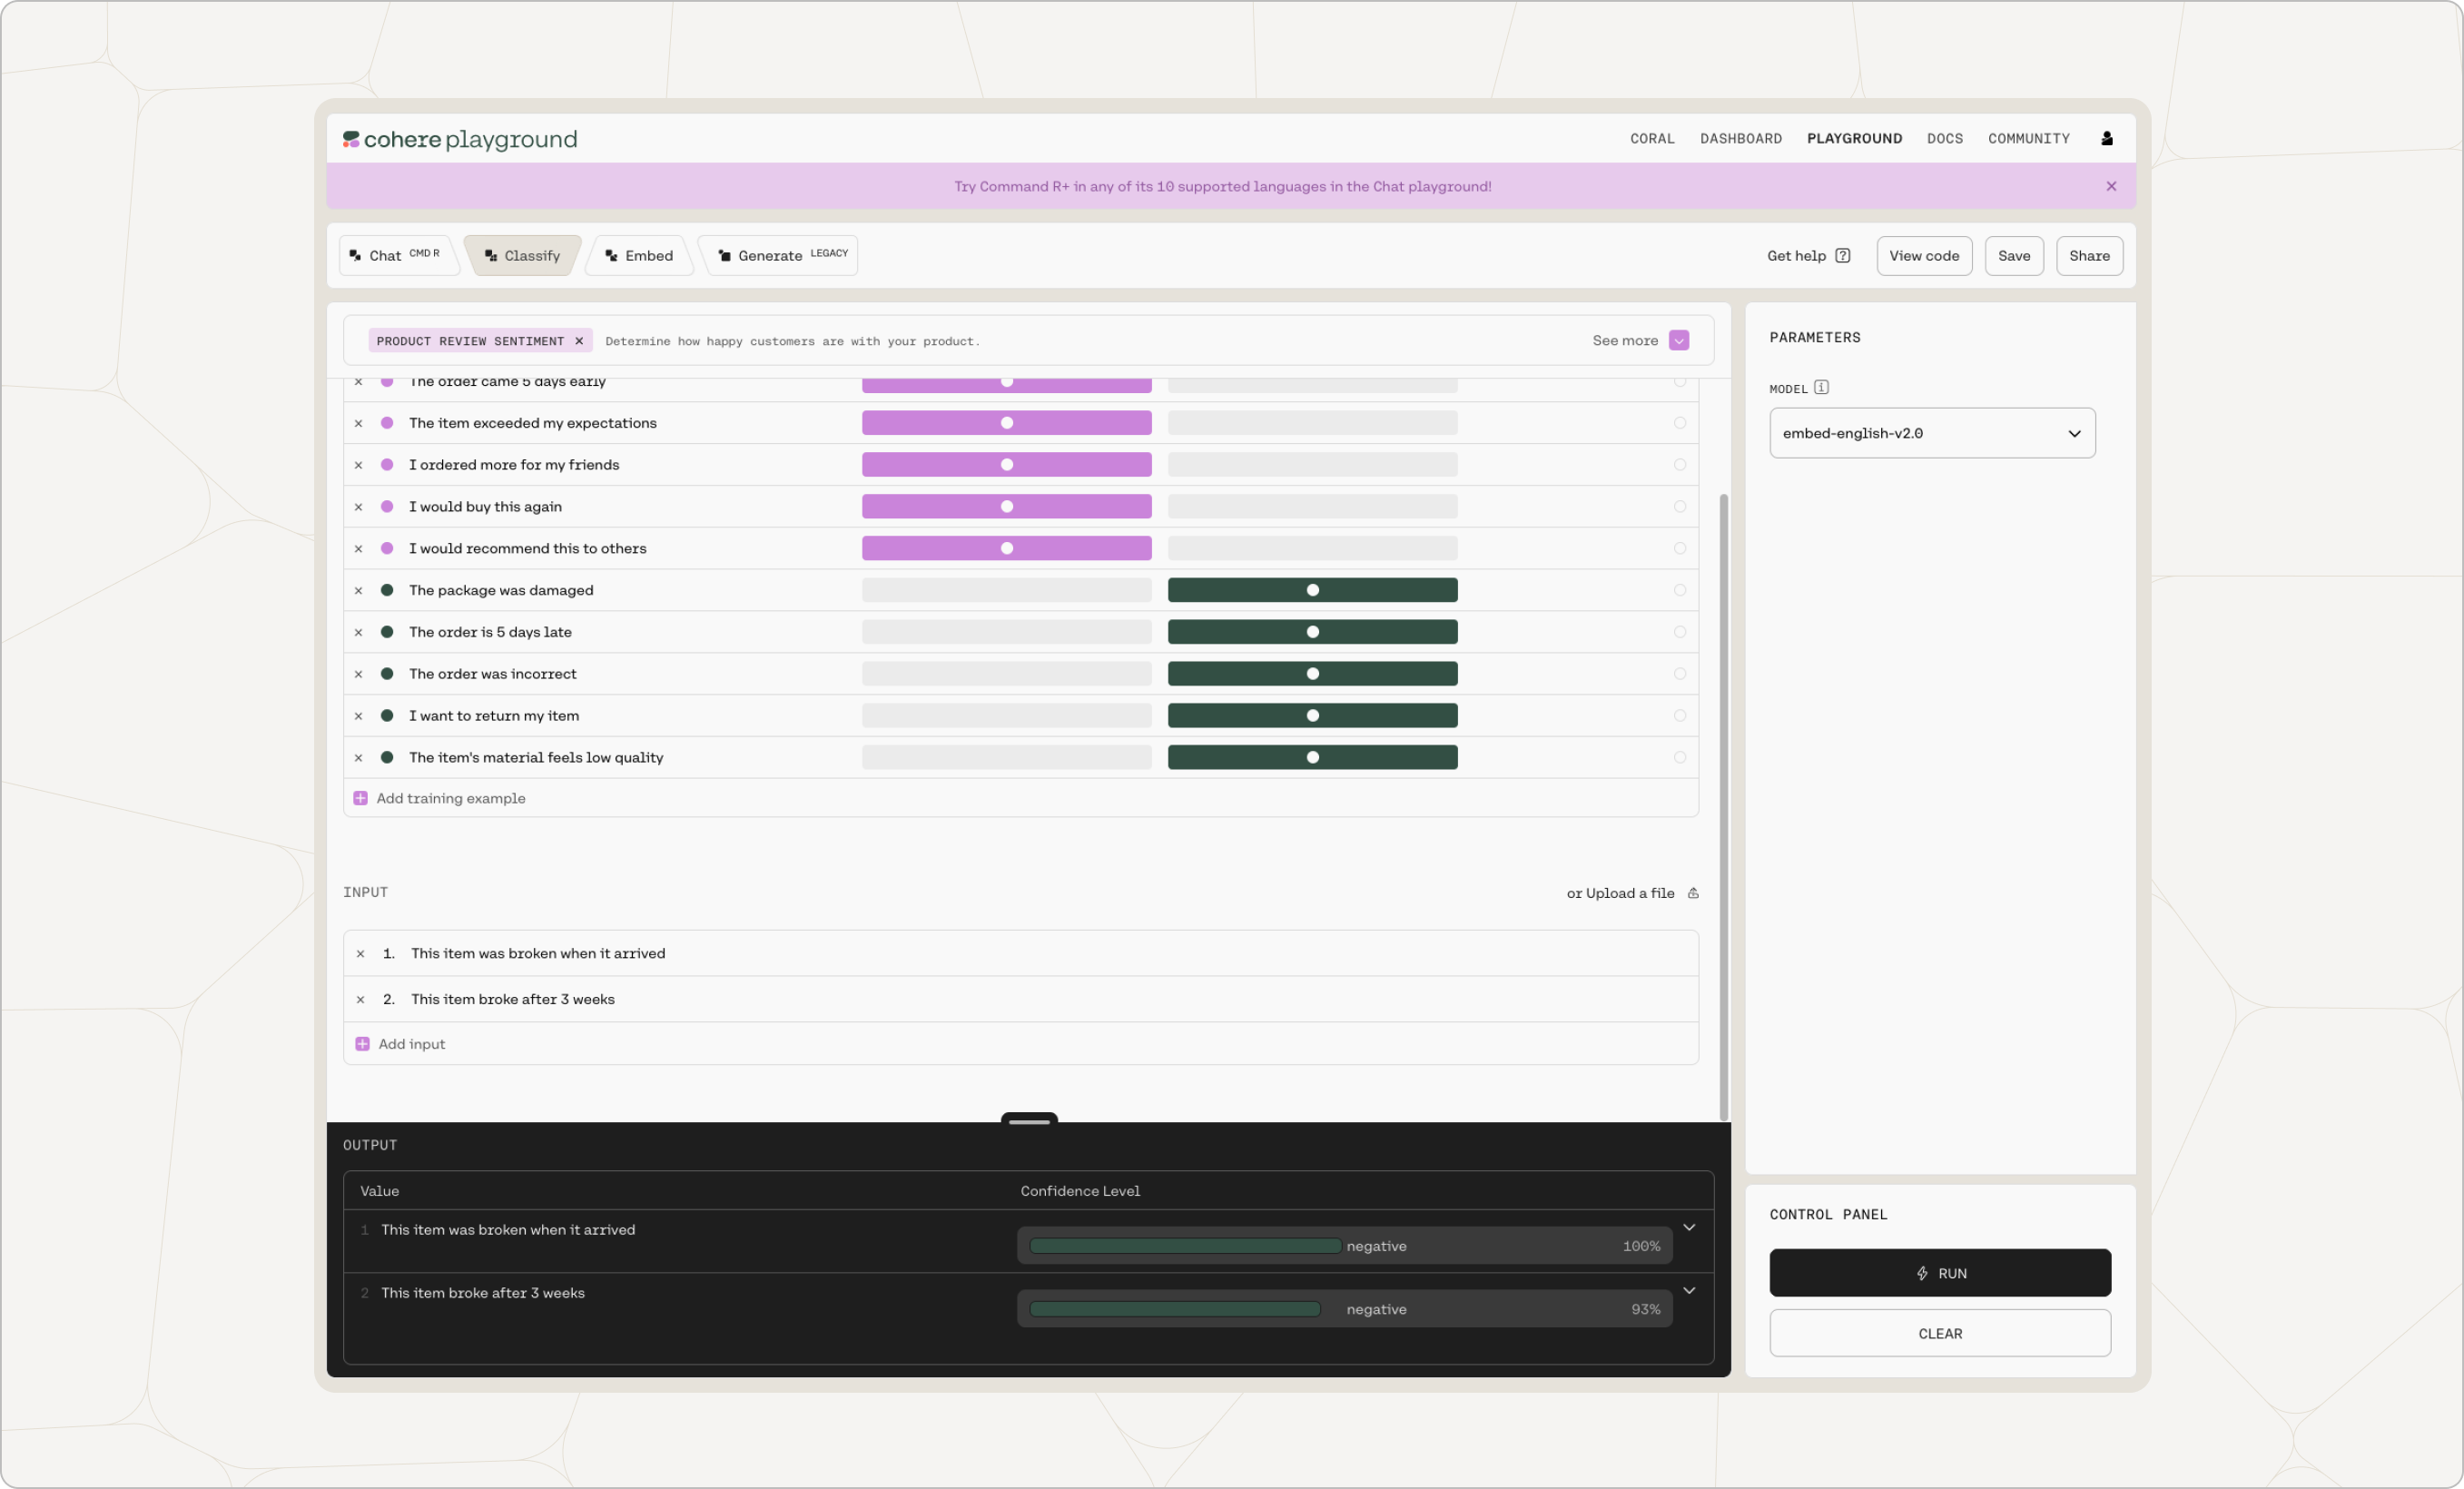 cohere playground
CORAL DASHBOARD PLAYGROUND DOCS COMMUNITY
Try Command R+ in any of its 10 supported languages in the Chat playground!
Chat CMD R Classify Embed Generate LEGACY
Get help ? View code Save Share
PRODUCT REVIEW SENTIMENT × Determine how happy customers are with your product. See more
The order came 5 days early
The item exceeded my expectations
I ordered more for my friends
I would buy this again
I would recommend this to others
The package was damaged
The order is 5 days late
The order was incorrect
I want to return my item
The item's material feels low quality
Add training example
INPUT
or Upload a file
1. This item was broken when it arrived
2. This item broke after 3 weeks
Add input
OUTPUT
Value Confidence Level
1 This item was broken when it arrived negative 100%
2 This item broke after 3 weeks negative 93%
PARAMETERS
MODEL i
embed-english-v2.0
CONTROL PANEL
RUN
CLEAR